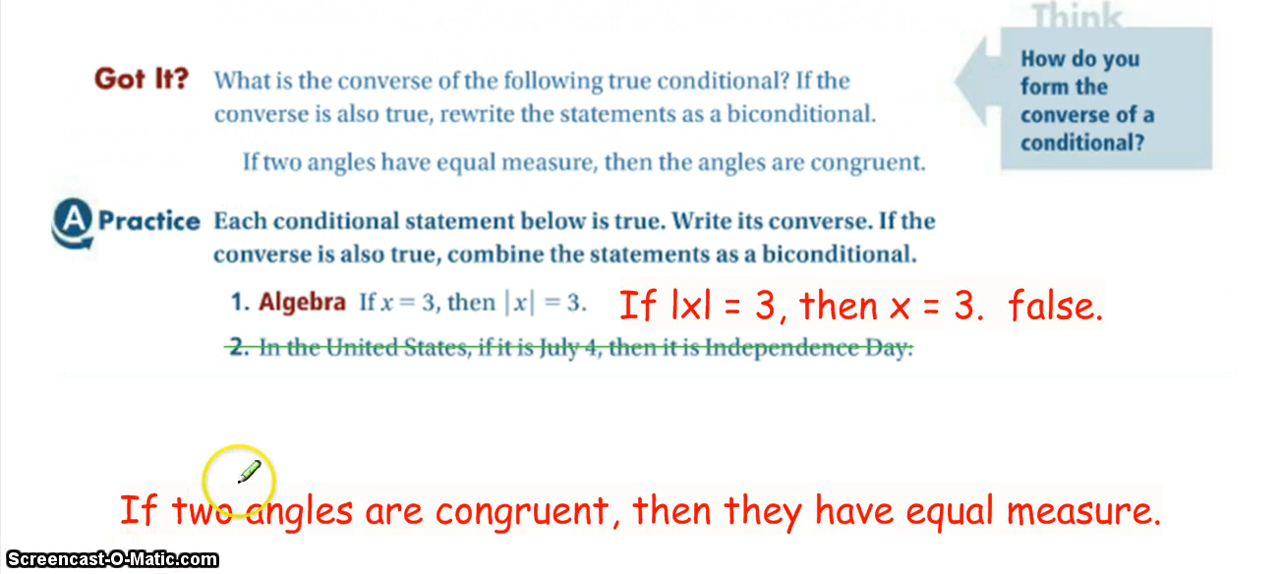 Think
How do you
form the
converse of a
conditional?
Got It? What is the converse of the following true conditional? If the
converse is also true, rewrite the statements as a biconditional.
If two angles have equal measure, then the angles are congruent.
A Practice Each conditional statement below is true. Write its converse. If the
converse is also true, combine the statements as a biconditional.
1. Algebra If x = 3, then |x| = 3. If |x| = 3, then x = 3. false.
2. In the United States, if it is July 4, then it is Independence Day.
If two angles are congruent, then they have equal measure.
Screencast-O-Matic.com